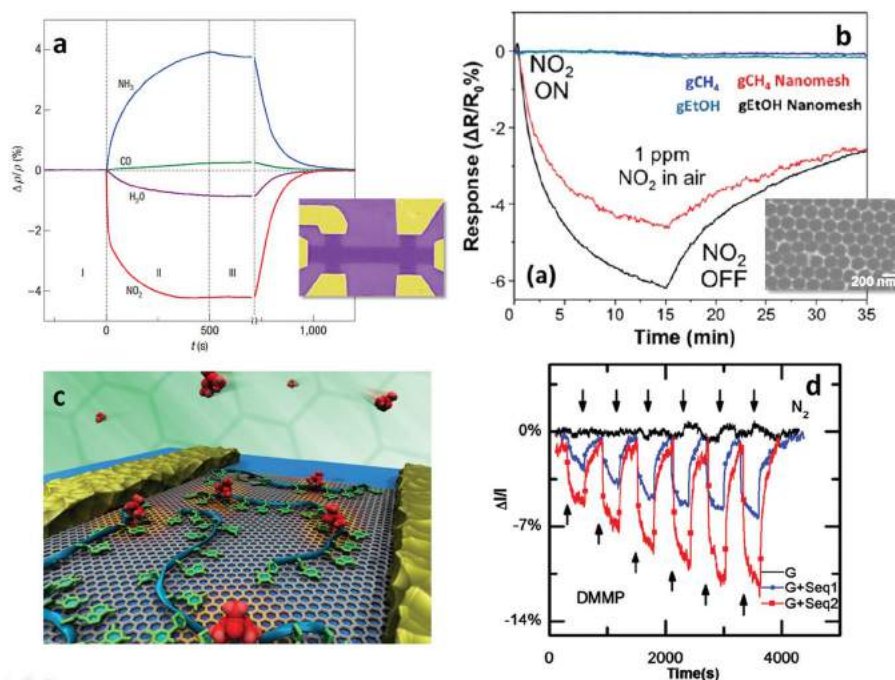 a
4
2
0
−2
−4
Δ ρ/ρ (%)
NH₃
CO
H₂O
NO₂
I
II
III
0
500
1,000
t (s)
b
0
-2
-4
-6
Response (ΔR/R₀%)
NO₂
ON
gCH₄ gCH₄ Nanomesh
gEtOH gEtOH Nanomesh
1 ppm
NO₂ in air
(a)
NO₂
OFF
200 nm
0 5 10 15 20 25 30 35
Time (min)
c
d
N₂
0%
-7%
-14%
ΔI/I
DMMP
G
G+Seq1
G+Seq2
0 2000 4000
Time(s)